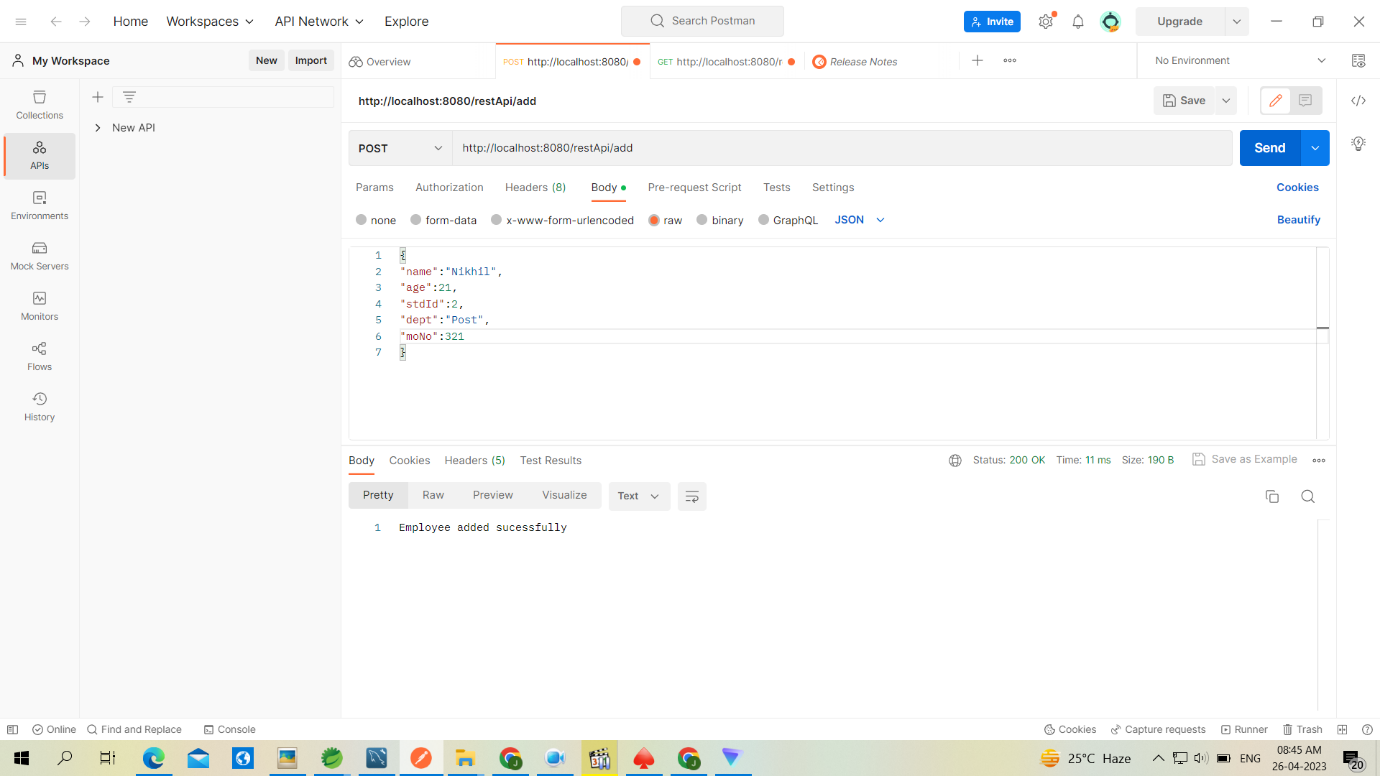 Home Workspaces API Network Explore Search Postman Invite Upgrade
My Workspace New Import Overview POST http://localhost:8080/ GET http://localhost:8080/r Release Notes No Environment
Collections
New API
APIs
Environments
Mock Servers
Monitors
Flows
History
http://localhost:8080/restApi/add Save
POST http://localhost:8080/restApi/add Send
Params Authorization Headers (8) Body Pre-request Script Tests Settings Cookies
none form-data x-www-form-urlencoded raw binary GraphQL JSON Beautify
1 {
2 "name":"Nikhil",
3 "age":21,
4 "stdId":2,
5 "dept":"Post",
6 "moNo":321
7 }
Body Cookies Headers (5) Test Results Status: 200 OK Time: 11 ms Size: 190 B Save as Example
Pretty Raw Preview Visualize Text
1 Employee added sucessfully
Online Find and Replace Console Cookies Capture requests Runner Trash
25°C Haze ENG 08:45 AM
26-04-2023 20